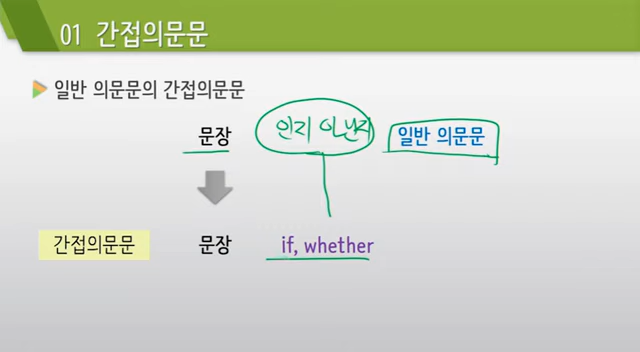 01 간접의문문
일반 의문문의 간접의문문
문장 인지 아닌지 일반 의문문
간접의문문 문장 if, whether